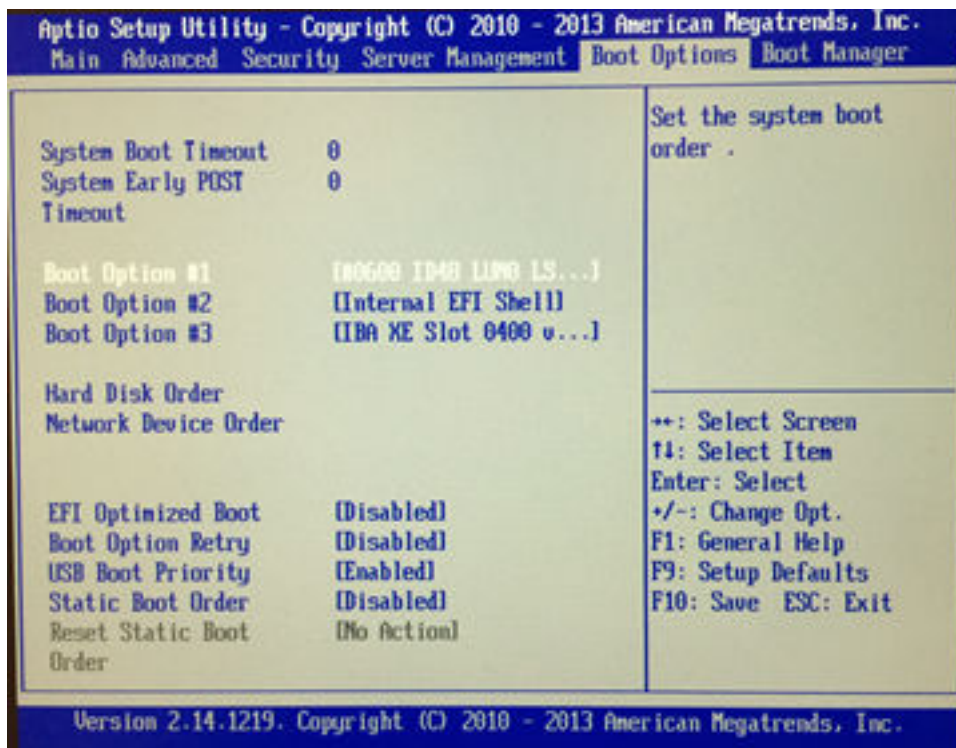 Aptio Setup Utility - Copyright (C) 2010 - 2013 American Megatrends, Inc.
Main Advanced Security Server Management Boot Options Boot Manager
Set the system boot
order .
System Boot Timeout 0
System Early POST 0
Timeout
Boot Option #1 [#0600 ID40 LUN0 LS...]
Boot Option #2 [Internal EFI Shell]
Boot Option #3 [IBA XE Slot 0400 v...]
Hard Disk Order
Network Device Order
EFI Optimized Boot [Disabled]
Boot Option Retry [Disabled]
USB Boot Priority [Enabled]
Static Boot Order [Disabled]
Reset Static Boot [No Action]
Order
→←: Select Screen
↑↓: Select Item
Enter: Select
+/-: Change Opt.
F1: General Help
F9: Setup Defaults
F10: Save ESC: Exit
Version 2.14.1219. Copyright (C) 2010 - 2013 American Megatrends, Inc.